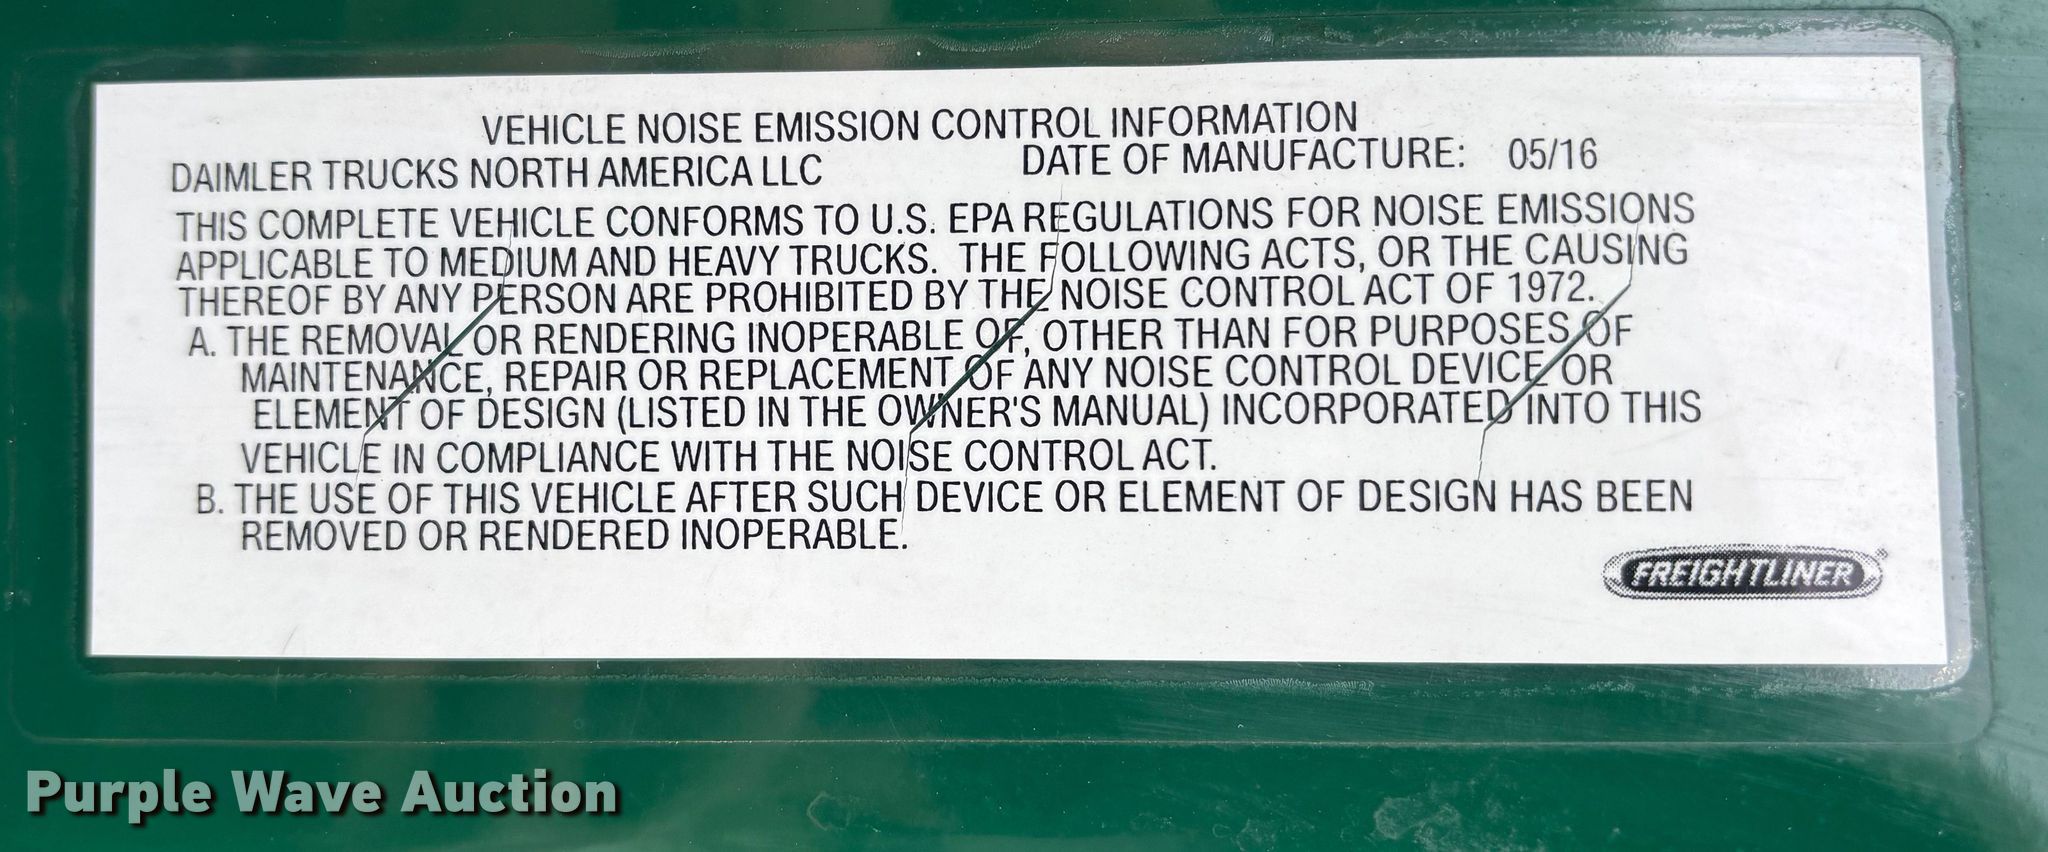 VEHICLE NOISE EMISSION CONTROL INFORMATION
DAIMLER TRUCKS NORTH AMERICA LLC DATE OF MANUFACTURE: 05/16
THIS COMPLETE VEHICLE CONFORMS TO U.S. EPA REGULATIONS FOR NOISE EMISSIONS
APPLICABLE TO MEDIUM AND HEAVY TRUCKS. THE FOLLOWING ACTS, OR THE CAUSING
THEREOF BY ANY PERSON ARE PROHIBITED BY THE NOISE CONTROL ACT OF 1972.
A. THE REMOVAL OR RENDERING INOPERABLE OF, OTHER THAN FOR PURPOSES OF
MAINTENANCE, REPAIR OR REPLACEMENT OF ANY NOISE CONTROL DEVICE OR
ELEMENT OF DESIGN (LISTED IN THE OWNER'S MANUAL) INCORPORATED INTO THIS
VEHICLE IN COMPLIANCE WITH THE NOISE CONTROL ACT.
B. THE USE OF THIS VEHICLE AFTER SUCH DEVICE OR ELEMENT OF DESIGN HAS BEEN
REMOVED OR RENDERED INOPERABLE.
FREIGHTLINER®
Purple Wave Auction